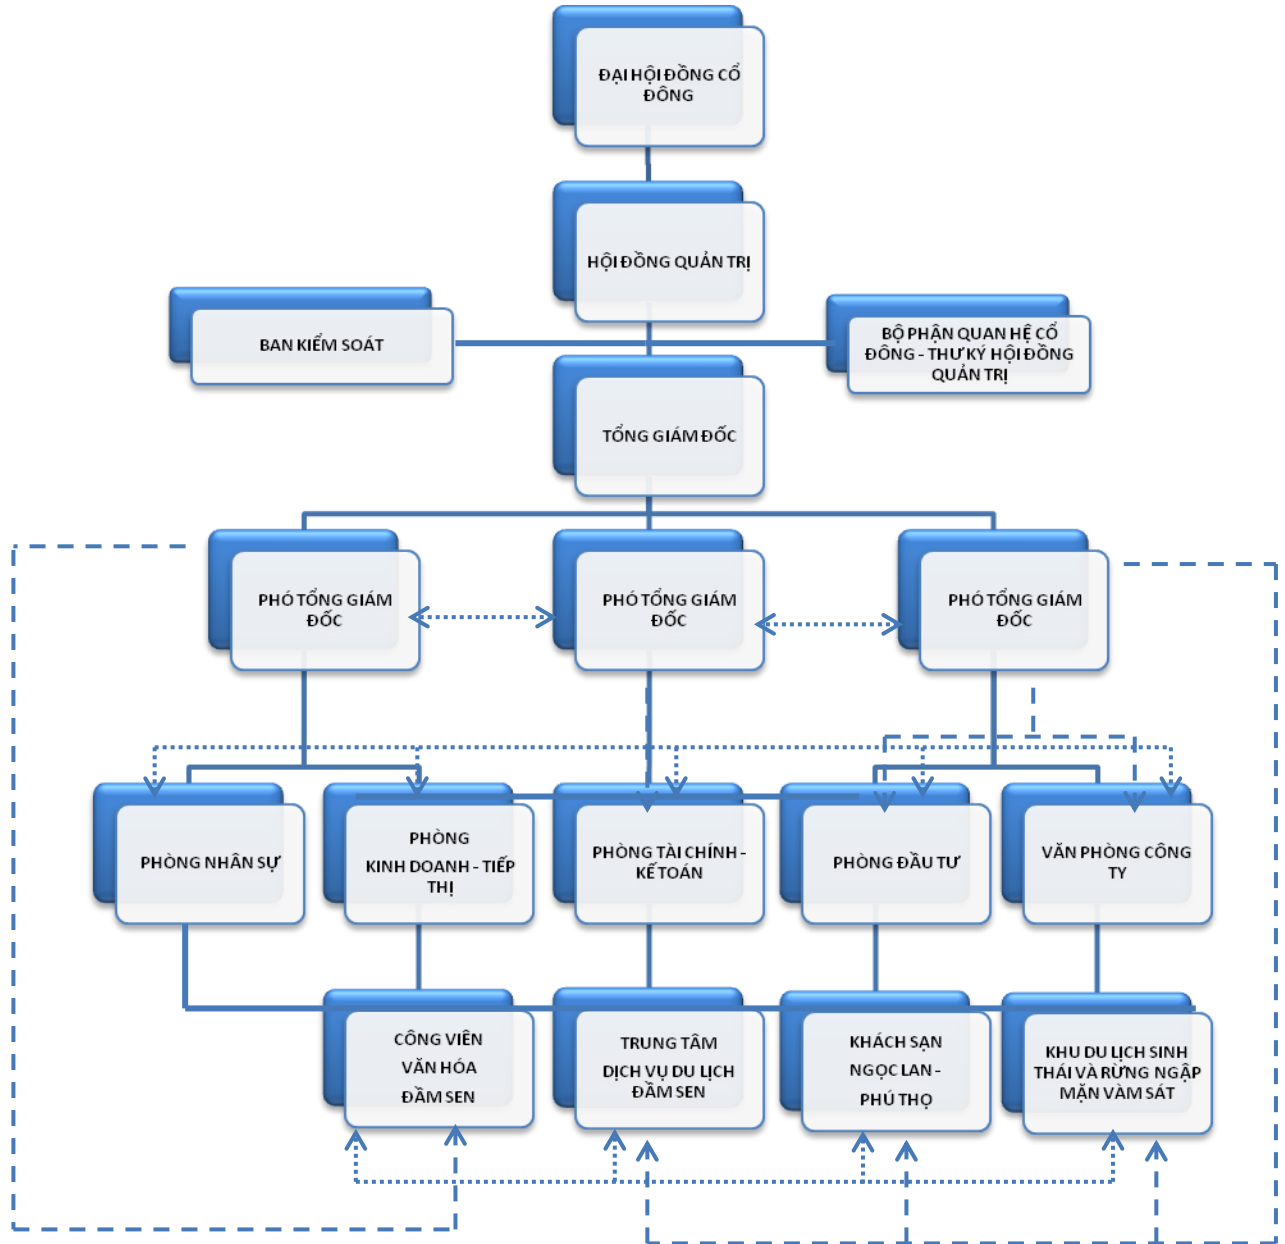 ĐẠI HỘI ĐỒNG CỔ
ĐÔNG
HỘI ĐỒNG QUẢN TRỊ
BAN KIỂM SOÁT
BỘ PHẬN QUAN HỆ CỔ
ĐÔNG - THƯ KÝ HỘI ĐỒNG
QUẢN TRỊ
TỔNG GIÁM ĐỐC
PHÓ TỔNG GIÁM
ĐỐC
PHÓ TỔNG GIÁM
ĐỐC
PHÓ TỔNG GIÁM
ĐỐC
PHÒNG NHÂN SỰ
PHÒNG
KINH DOANH - TIẾP
THỊ
PHÒNG TÀI CHÍNH -
KẾ TOÁN
PHÒNG ĐẦU TƯ
VĂN PHÒNG CÔNG
TY
CÔNG VIÊN
VĂN HÓA
ĐẦM SEN
TRUNG TÂM
DỊCH VỤ DU LỊCH
ĐẦM SEN
KHÁCH SẠN
NGỌC LAN -
PHÚ THỌ
KHU DU LỊCH SINH
THÁI VÀ RỪNG NGẬP
MẶN VÀM SÁT